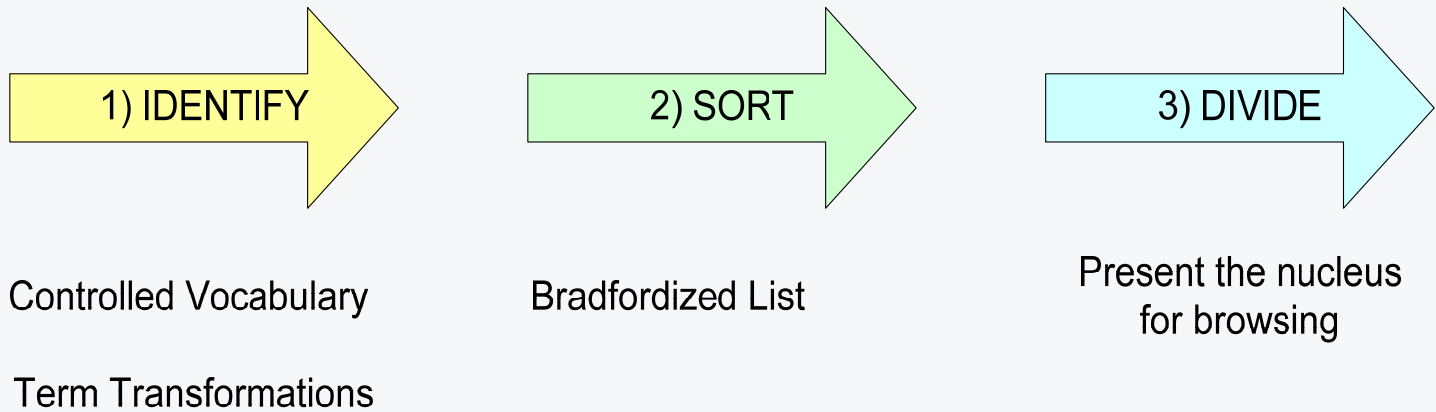 1) IDENTIFY
2) SORT
3) DIVIDE
Controlled Vocabulary
Term Transformations
Bradfordized List
Present the nucleus
for browsing